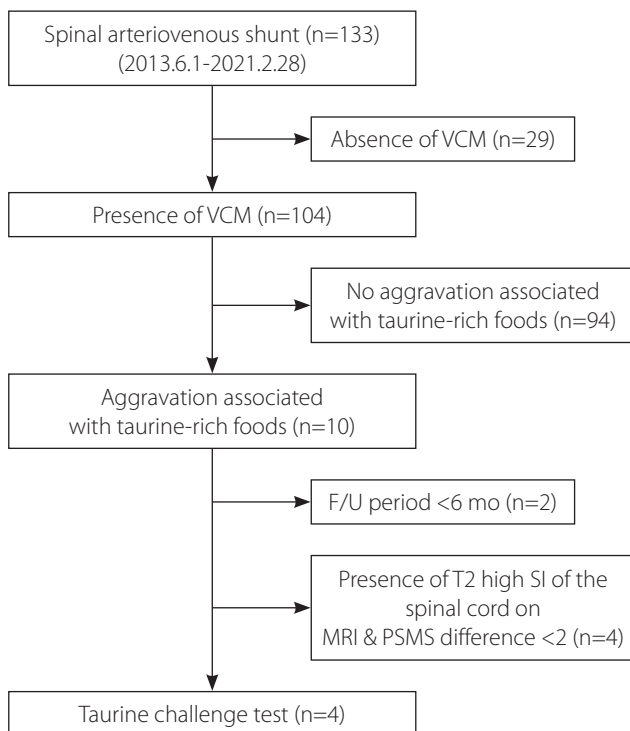 Spinal arteriovenous shunt (n=133)
(2013.6.1-2021.2.28)
Absence of VCM (n=29)
Presence of VCM (n=104)
No aggravation associated
with taurine-rich foods (n=94)
Aggravation associated
with taurine-rich foods (n=10)
F/U period <6 mo (n=2)
Presence of T2 high SI of the
spinal cord on
MRI & PSMS difference <2 (n=4)
Taurine challenge test (n=4)